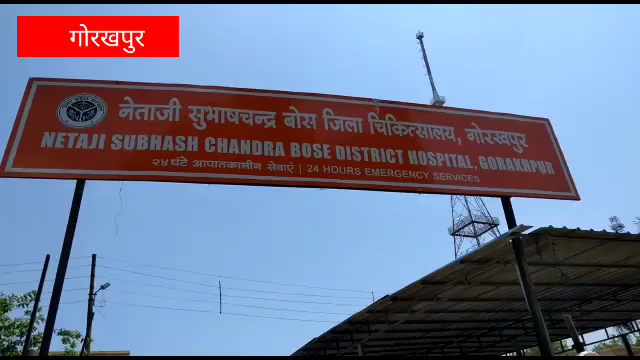 गोरखपुर
नेताजी सुभाषचन्द्र बोस जिला चिकित्सालय, गोरखपुर
NETAJI SUBHASH CHANDRA BOSE DISTRICT HOSPITAL, GORAKHPUR
२४ घंटे आपातकालीन सेवाएं | 24 HOURS EMERGENCY SERVICES